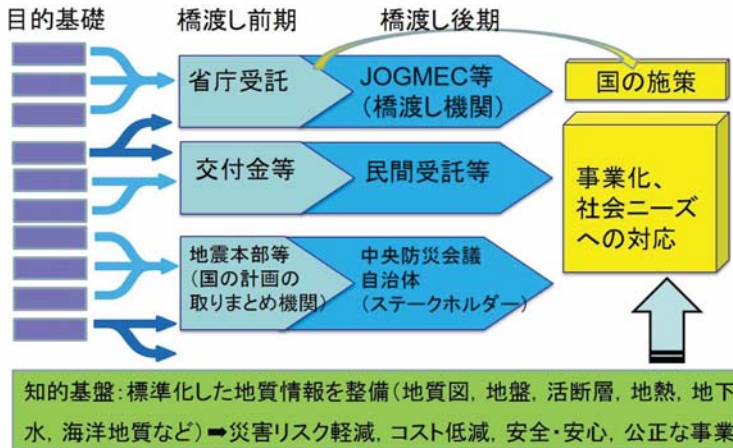 目的基礎 橋渡し前期 橋渡し後期
省庁受託
JOGMEC等
(橋渡し機関)
国の施策
交付金等
民間受託等
事業化、
社会ニーズ
への対応
地震本部等
(国の計画の
取りまとめ機関)
中央防災会議
自治体
(ステークホルダー)
知的基盤:標準化した地質情報を整備(地質図, 地盤, 活断層, 地熱, 地下
水, 海洋地質など)➡災害リスク軽減, コスト低減, 安全・安心, 公正な事業